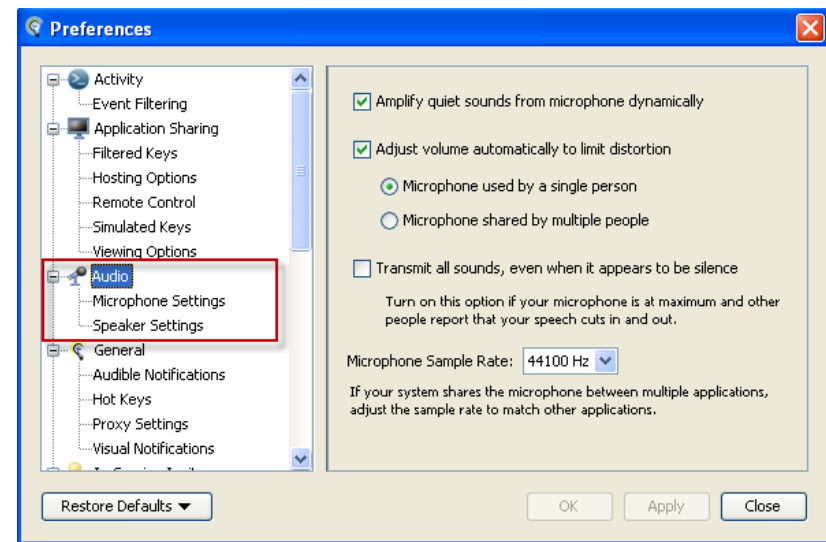 Preferences
Activity
Event Filtering
Application Sharing
Filtered Keys
Hosting Options
Remote Control
Simulated Keys
Viewing Options
Audio
Microphone Settings
Speaker Settings
General
Audible Notifications
Hot Keys
Proxy Settings
Visual Notifications
Amplify quiet sounds from microphone dynamically
Adjust volume automatically to limit distortion
Microphone used by a single person
Microphone shared by multiple people
Transmit all sounds, even when it appears to be silence
Turn on this option if your microphone is at maximum and other
people report that your speech cuts in and out.
Microphone Sample Rate: 44100 Hz
If your system shares the microphone between multiple applications,
adjust the sample rate to match other applications.
Restore Defaults
OK
Apply
Close